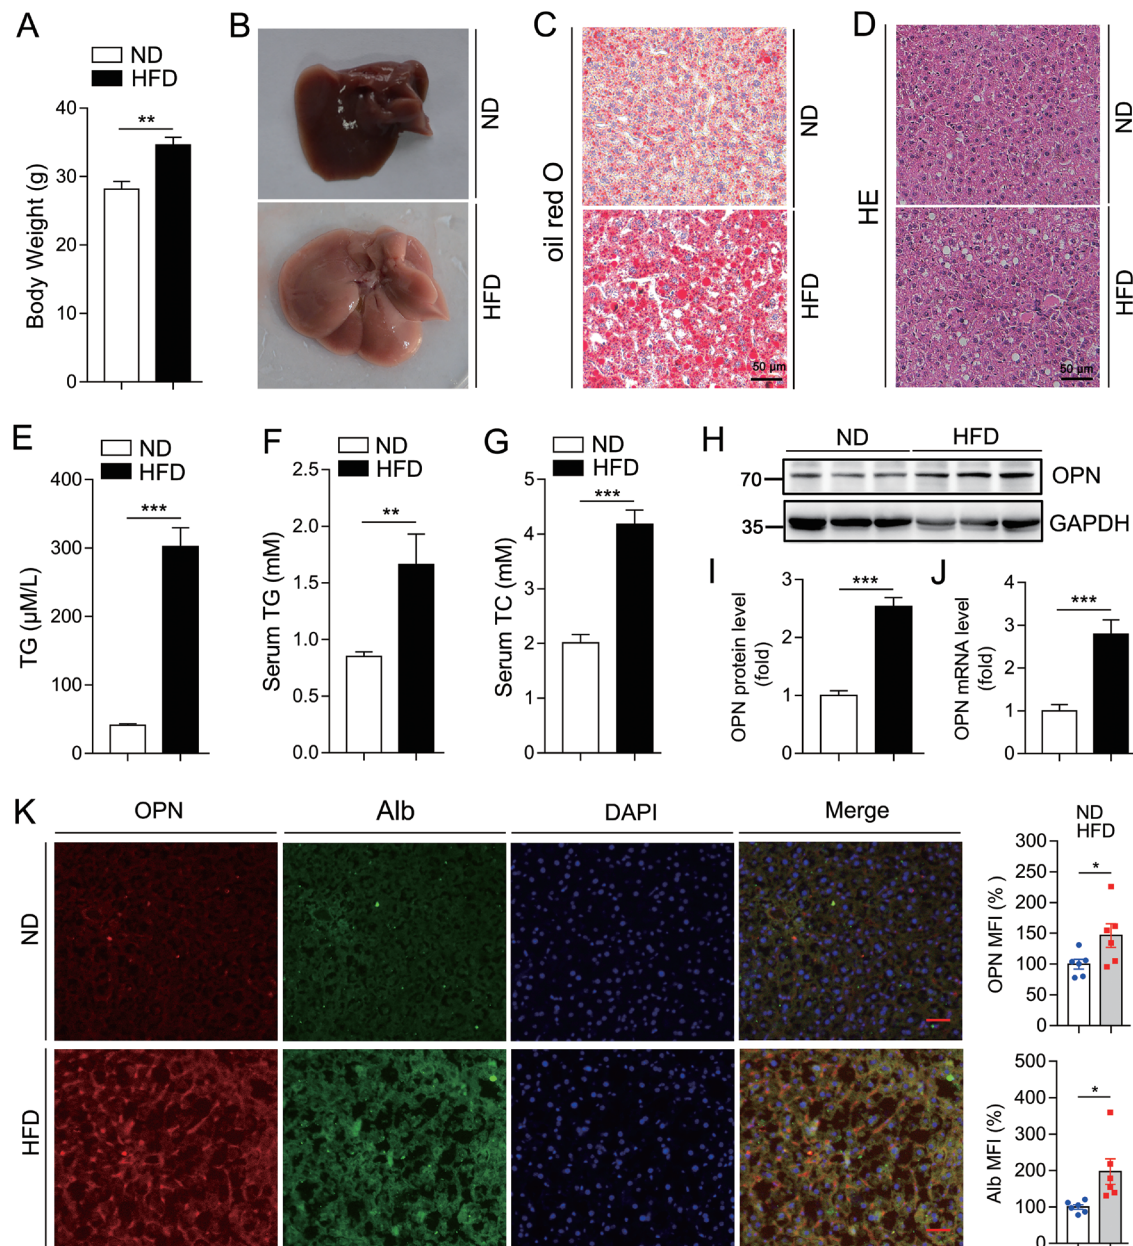 A
ND
HFD
Body Weight (g)
40
30
20
10
0
**
B
ND
HFD
C
oil red O
ND
HFD
50 µm
D
HE
ND
HFD
50 µm
E
ND
HFD
TG (µM/L)
400
300
200
100
0
***
F
ND
HFD
Serum TG (mM)
2.5
2.0
1.5
1.0
0.5
0.0
**
G
ND
HFD
Serum TC (mM)
5
4
3
2
1
0
***
H
ND HFD
70 OPN
35 GAPDH
I
OPN protein level
(fold)
3
2
1
0
***
J
OPN mRNA level
(fold)
4
3
2
1
0
***
K
OPN Alb DAPI Merge
ND
HFD
ND
HFD
OPN MFI (% )
300
250
200
150
100
50
0
*
Alb MFI (%)
500
400
300
200
100
0
*